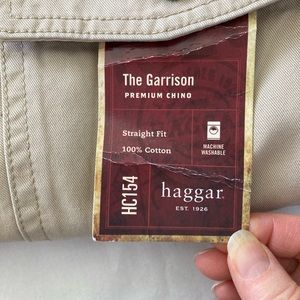 The Garrison
PREMIUM CHINO
Straight Fit
100% Cotton
MACHINE
WASHABLE
HC154
haggar
EST. 1926